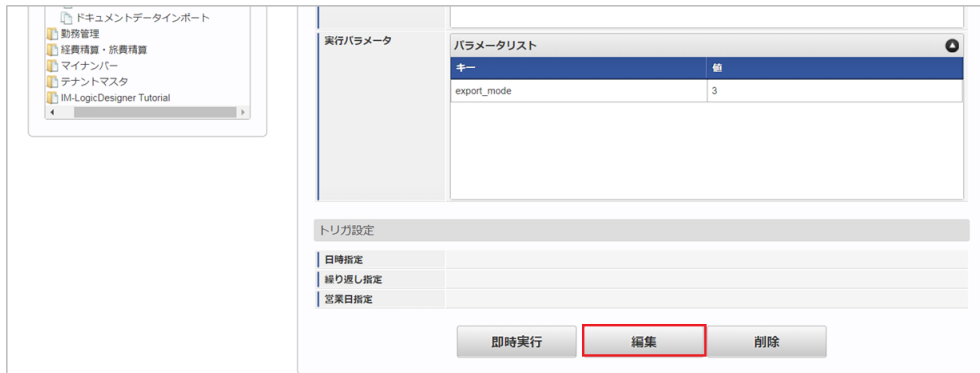 ドキュメントデータインポート
勤務管理
経費精算・旅費精算
マイナンバー
テナントマスタ
IM-LogicDesigner Tutorial
実行パラメータ
パラメータリスト
キー 値
export_mode 3
トリガ設定
日時指定
繰り返し指定
営業日指定
即時実行 編集 削除